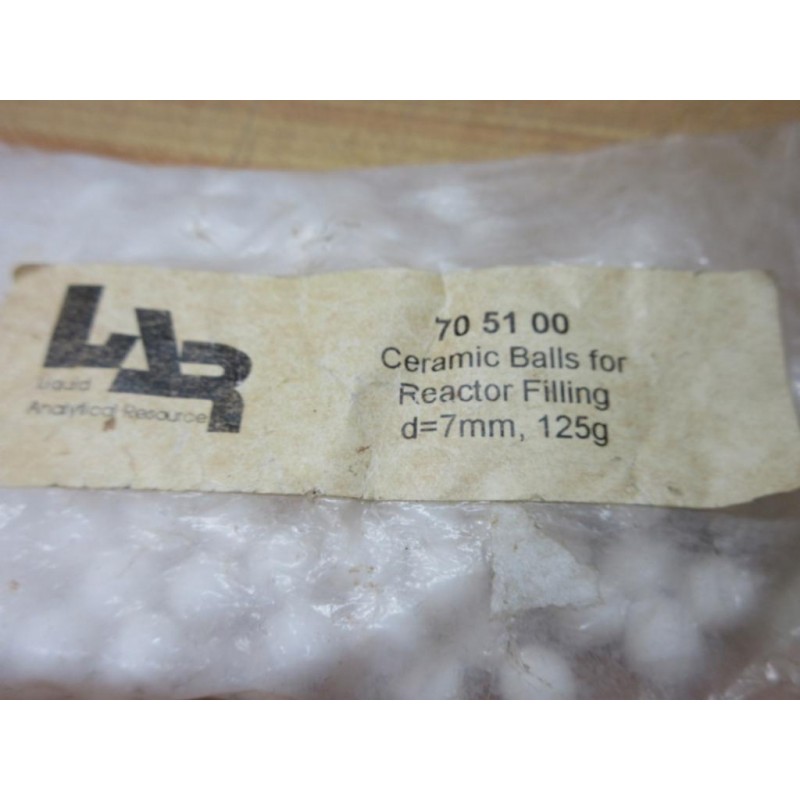 LAR
Liquid
Analytical Resource
70 51 00
Ceramic Balls for
Reactor Filling
d=7mm, 125g